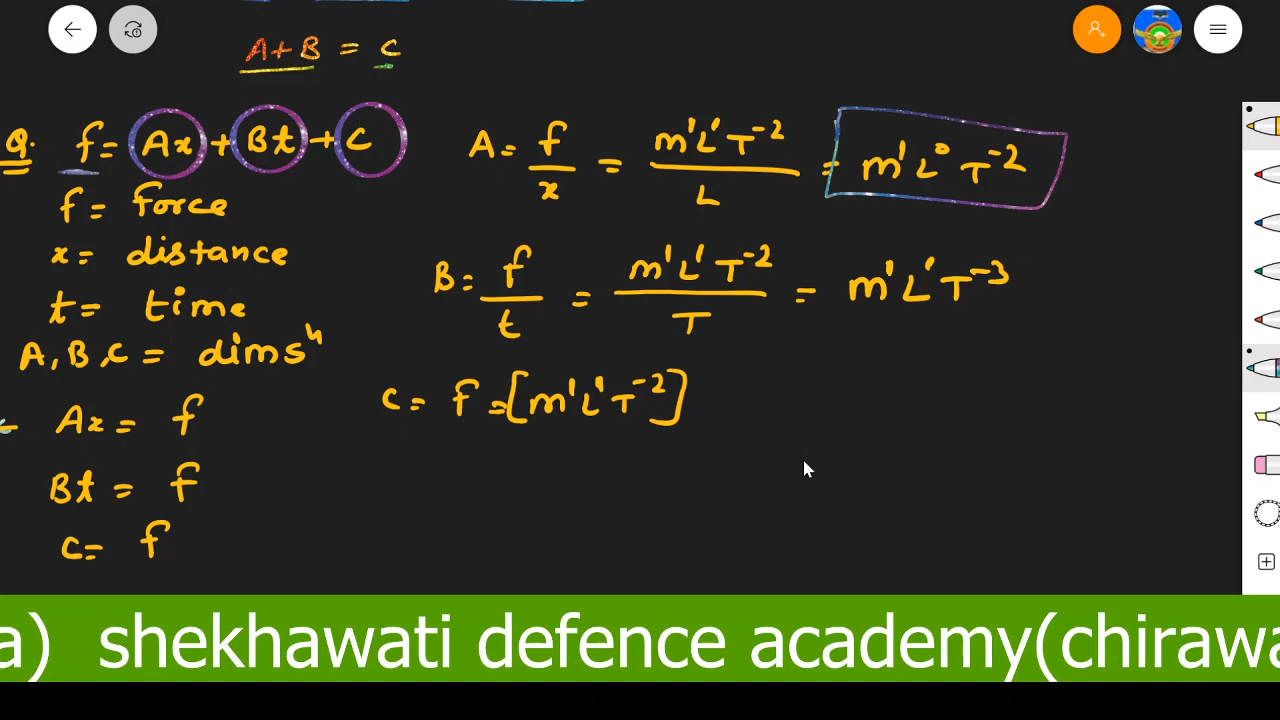 A+B = C
Q. f= Ax + Bt + C
f= force
x= distance
t= time
A, B, C = dimsⁿ
Ax = f
Bt = f
C= f
A= f/x = m¹L¹T⁻²/L = m¹L⁰T⁻²
B= f/t = m¹L¹T⁻²/T = m¹L¹T⁻³
C= f =[m¹L¹T⁻²]
a) shekhawati defence academy(chirawa